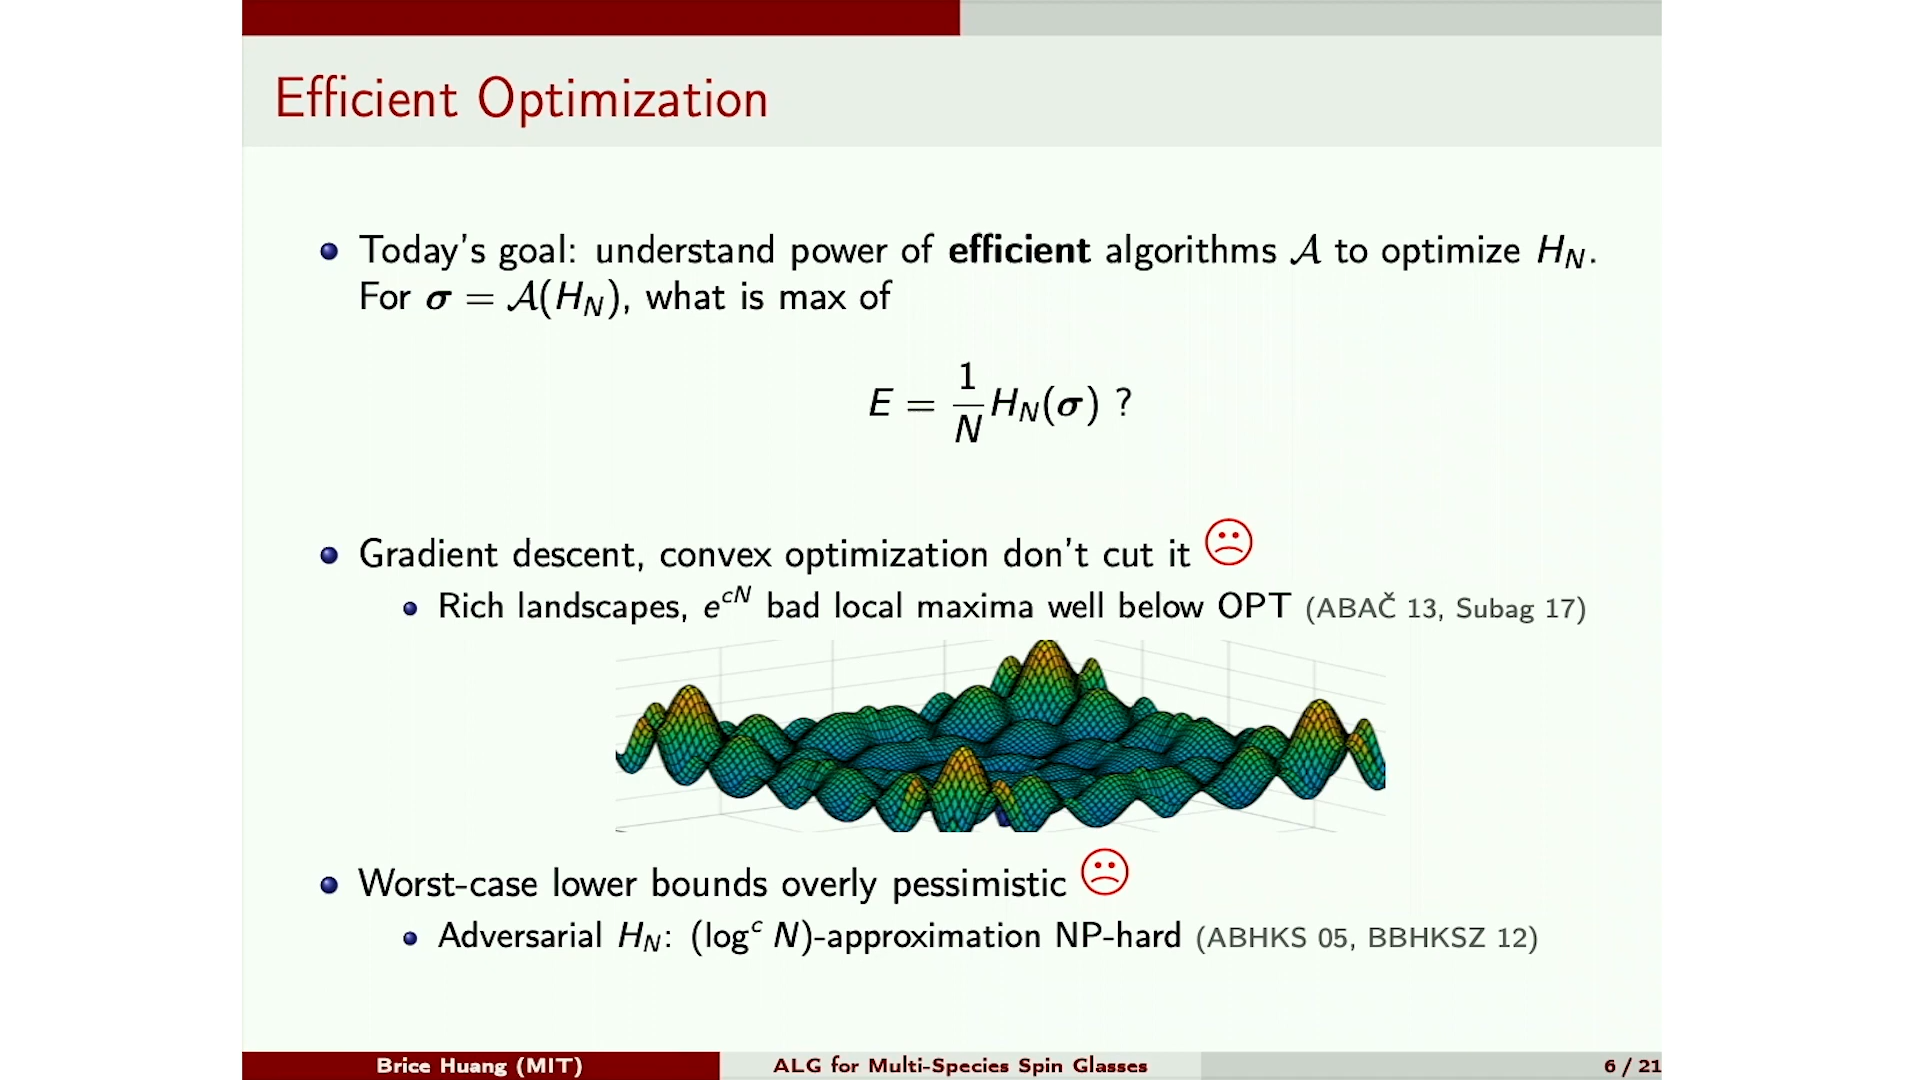 Efficient Optimization
Today's goal: understand power of efficient algorithms 𝒜 to optimize H_N.
For σ = 𝒜(H_N), what is max of
E = \frac{1}{N} H_N(σ) ?
Gradient descent, convex optimization don't cut it
Rich landscapes, e^{cN} bad local maxima well below OPT (ABAČ 13, Subag 17)
Worst-case lower bounds overly pessimistic
Adversarial H_N: (log^c N)-approximation NP-hard (ABHKS 05, BBHKSZ 12)
Brice Huang (MIT) ALG for Multi-Species Spin Glasses 6 / 21